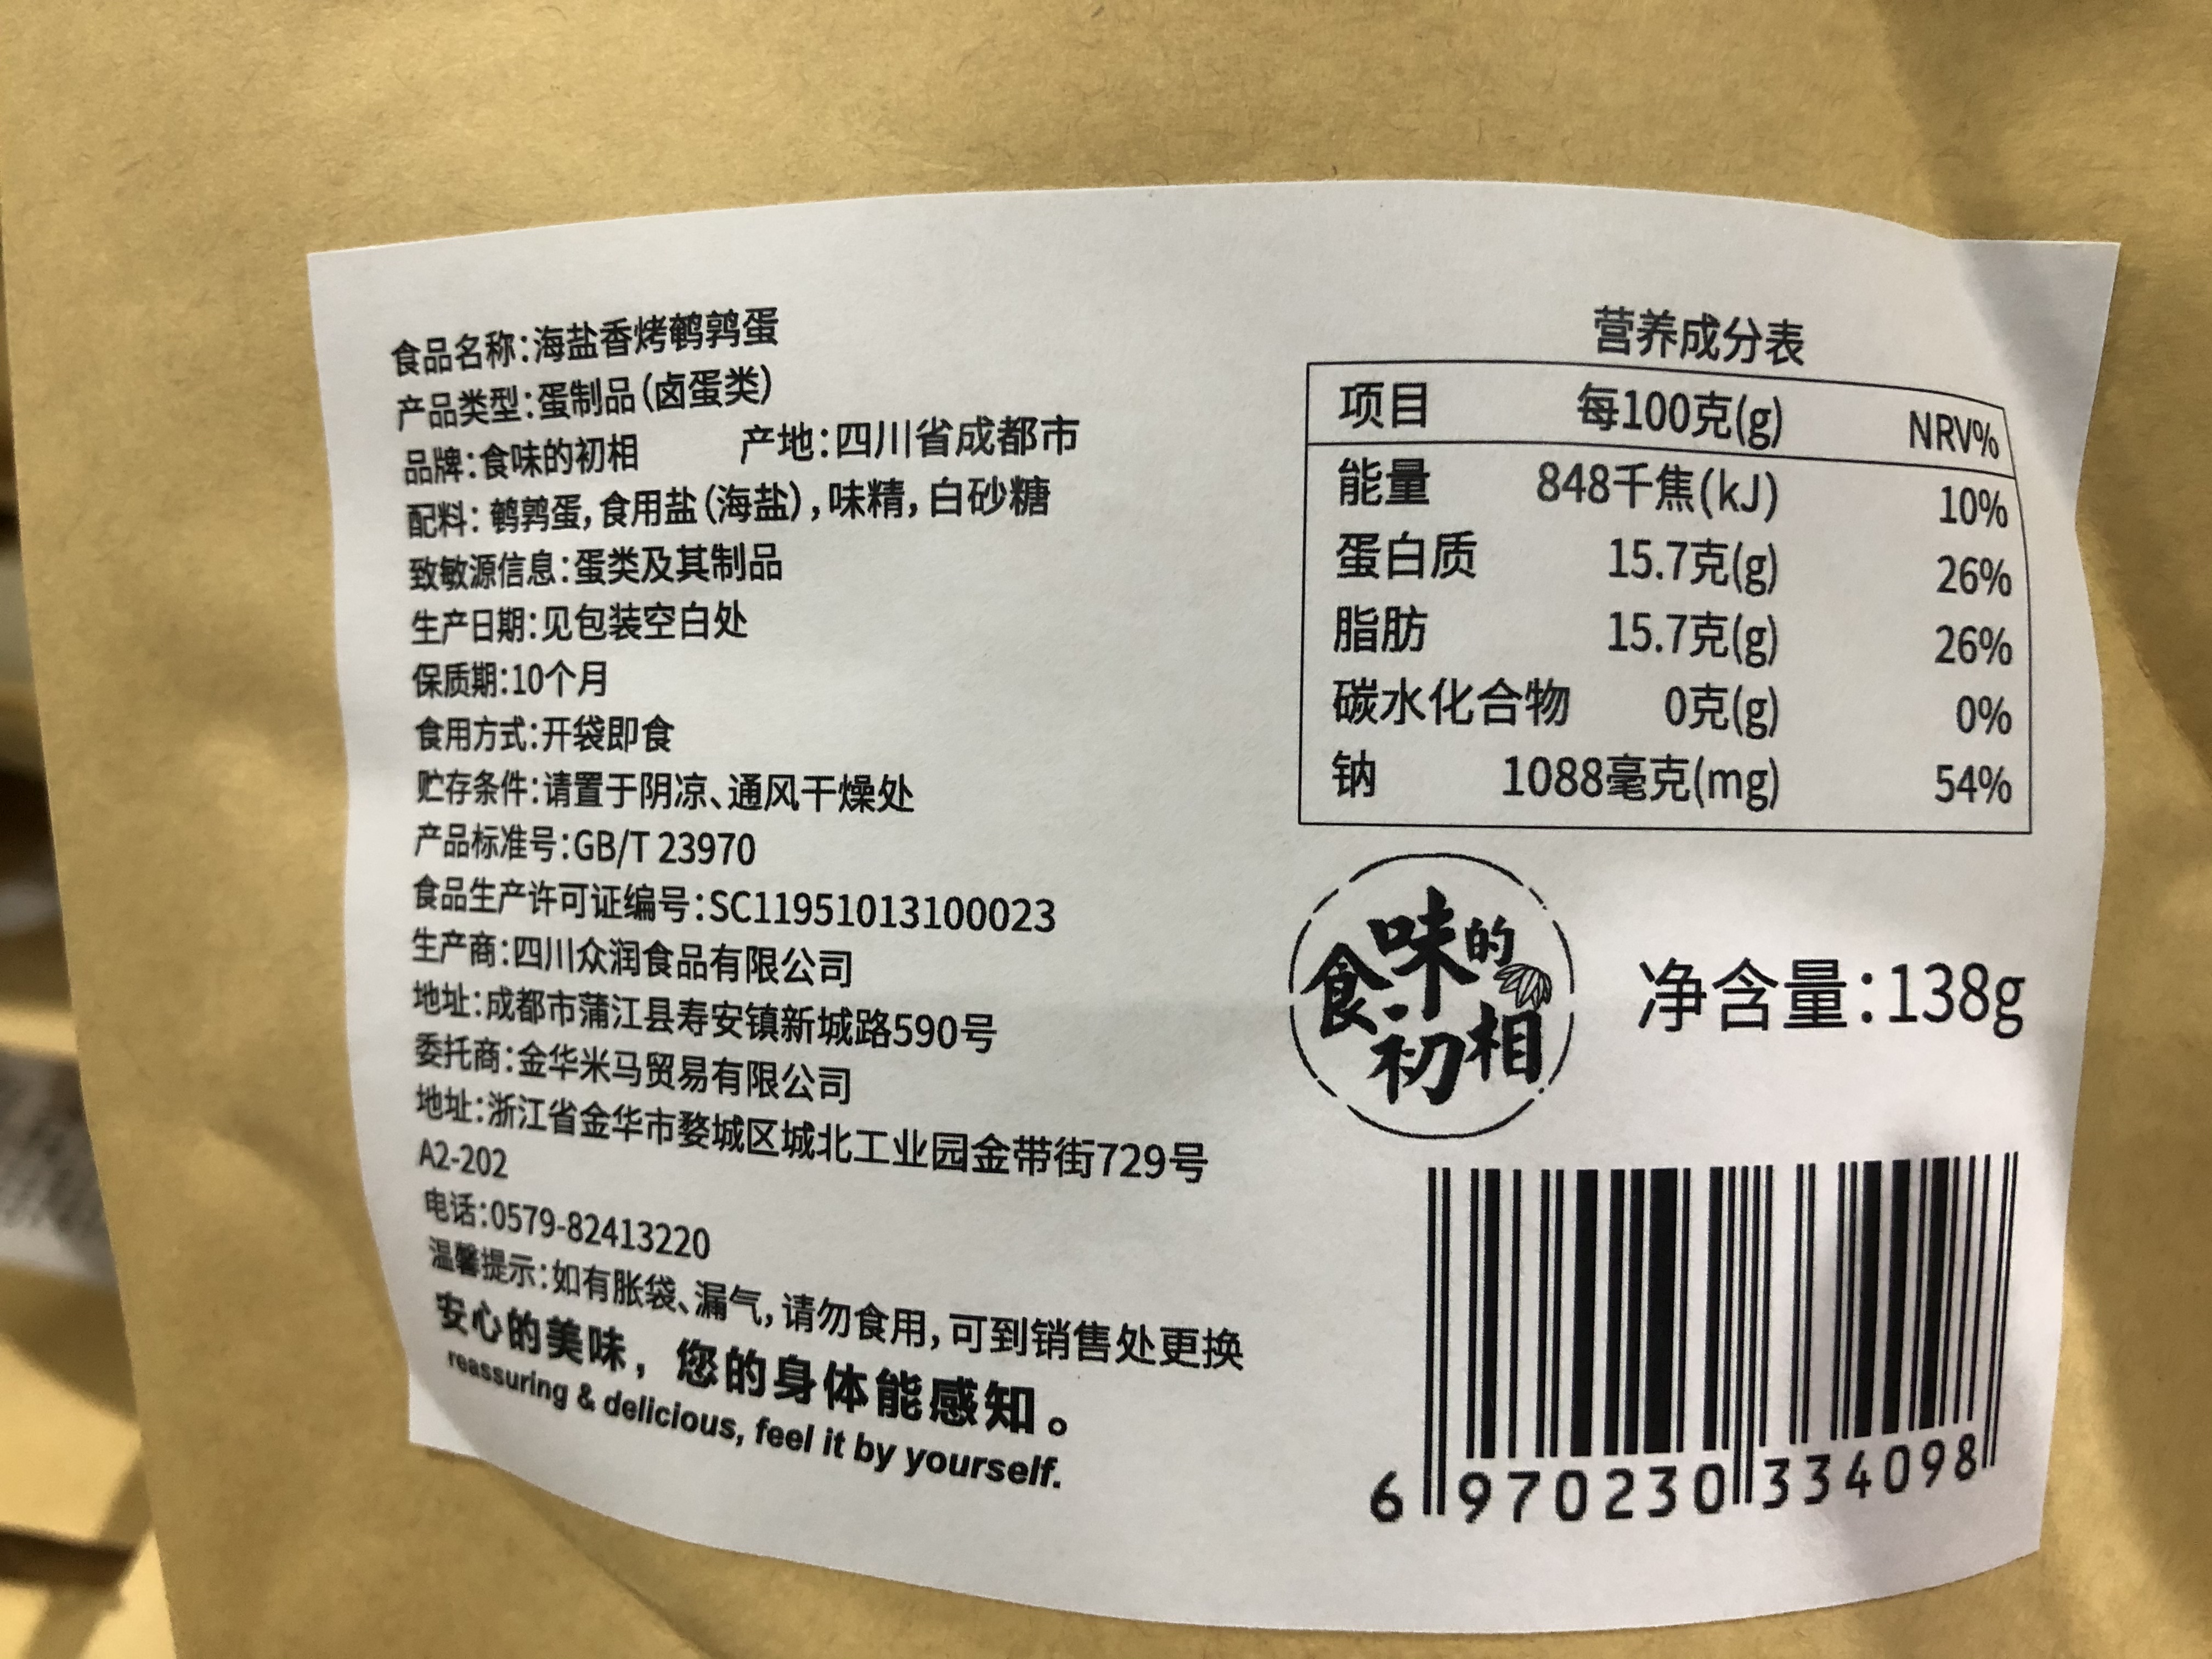 食品名称:海盐香烤鹌鹑蛋
产品类型:蛋制品(卤蛋类)
品牌:食味的初相 产地:四川省成都市
配料: 鹌鹑蛋, 食用盐(海盐), 味精, 白砂糖
致敏源信息:蛋类及其制品
生产日期:见包装空白处
保质期:10个月
食用方式:开袋即食
贮存条件:请置于阴凉、通风干燥处
产品标准号:GB/T 23970
食品生产许可证编号:SC11951013100023
生产商:四川众润食品有限公司
地址:成都市蒲江县寿安镇新城路590号
委托商:金华米马贸易有限公司
地址:浙江省金华市婺城区城北工业园金带街729号
A2-202
电话:0579-82413220
温馨提示:如有胀袋、漏气, 请勿食用, 可到销售处更换
安心的美味，您的身体能感知。
reassuring & delicious, feel it by yourself.
营养成分表
项目 每100克(g) NRV%
能量 848千焦(kJ) 10%
蛋白质 15.7克(g) 26%
脂肪 15.7克(g) 26%
碳水化合物 0克(g) 0%
钠 1088毫克(mg) 54%
食味的
初相
净含量:138g
6 970230 334098